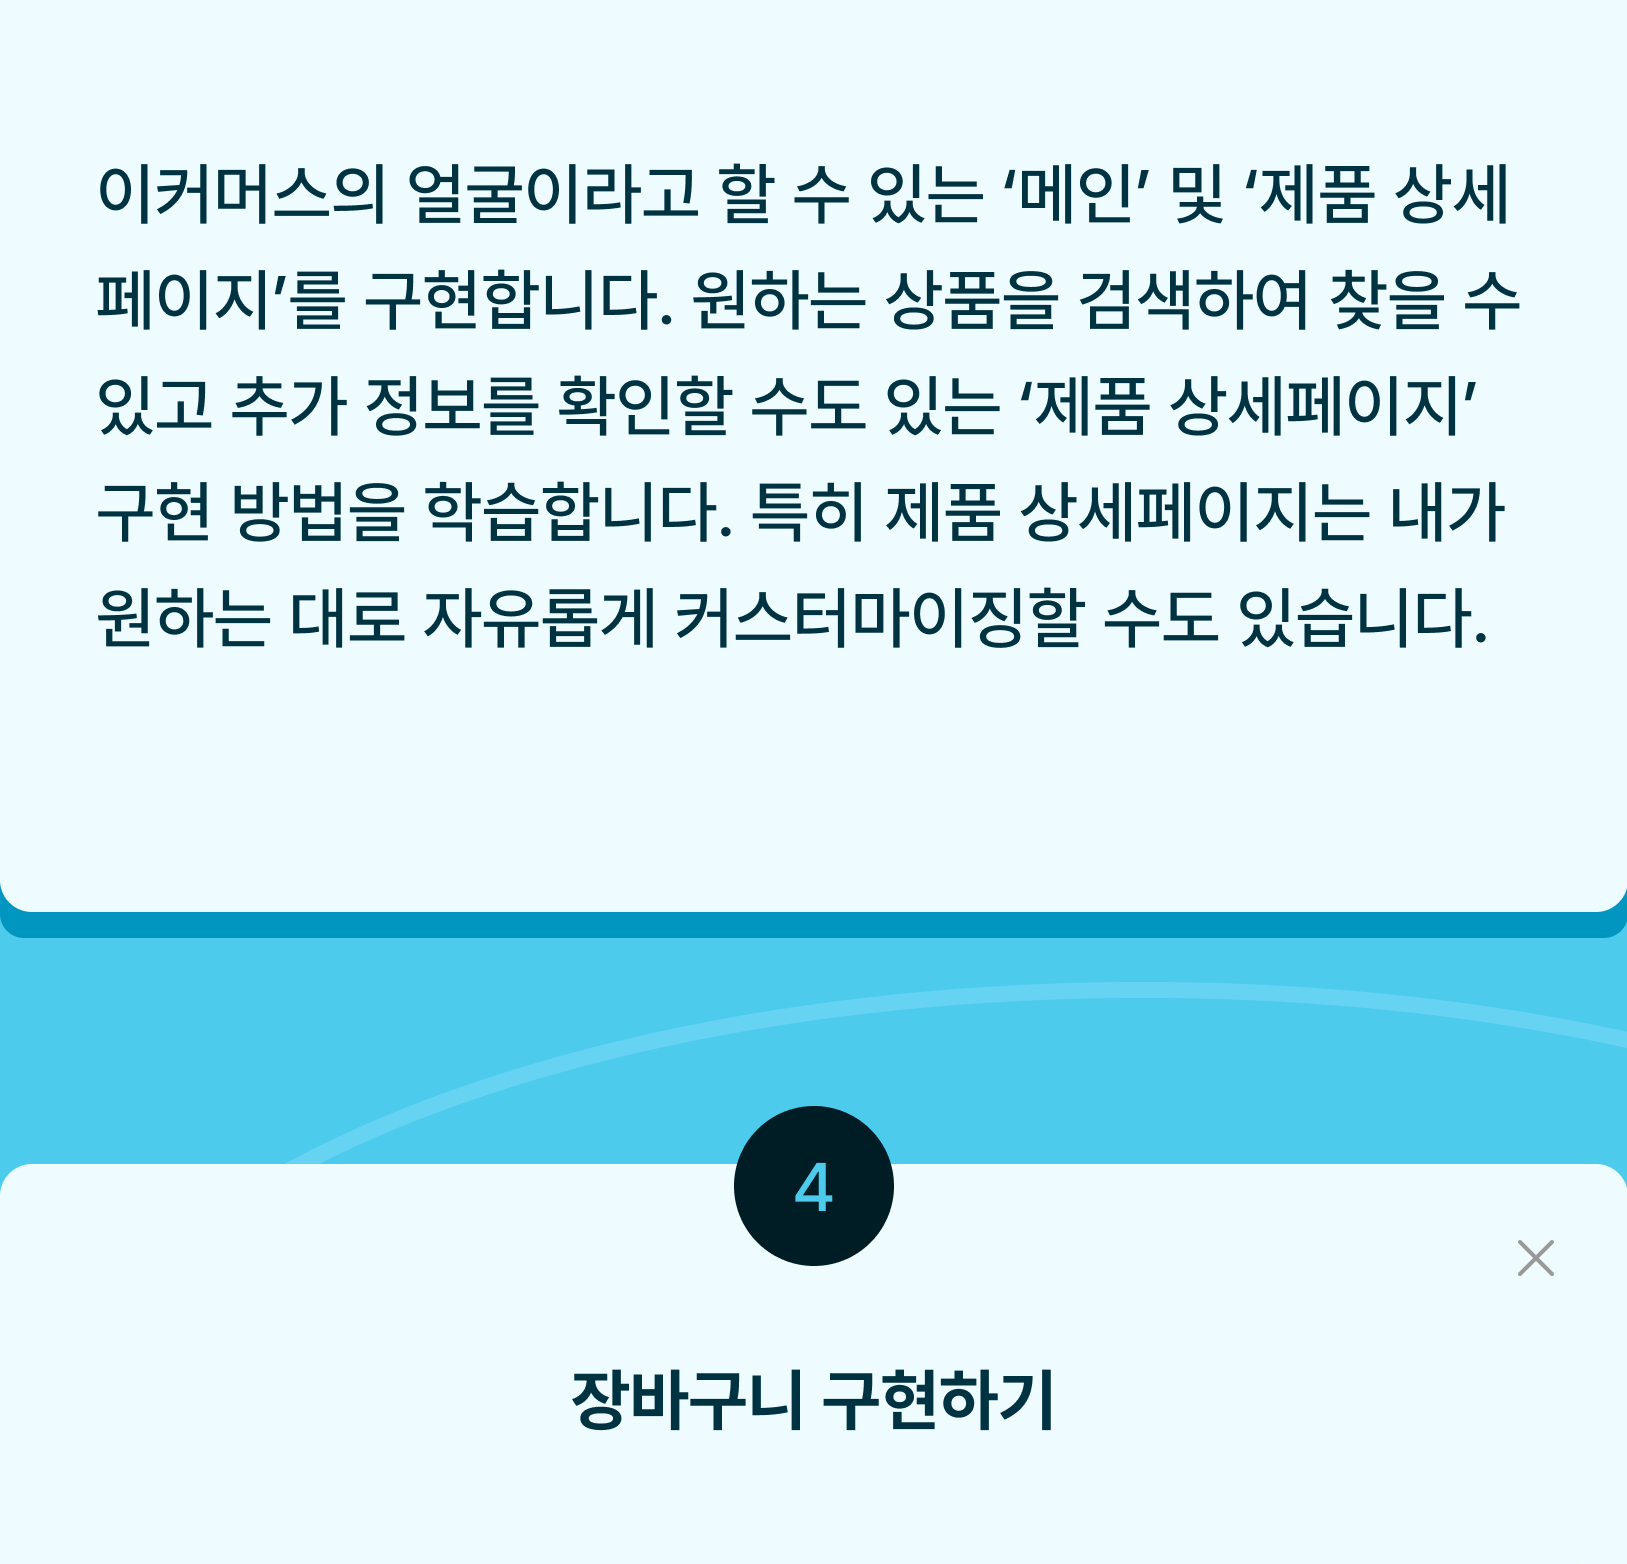 이커머스의 얼굴이라고 할 수 있는 ‘메인’ 및 ‘제품 상세
페이지’를 구현합니다. 원하는 상품을 검색하여 찾을 수
있고 추가 정보를 확인할 수도 있는 ‘제품 상세페이지’
구현 방법을 학습합니다. 특히 제품 상세페이지는 내가
원하는 대로 자유롭게 커스터마이징할 수도 있습니다.
4
장바구니 구현하기